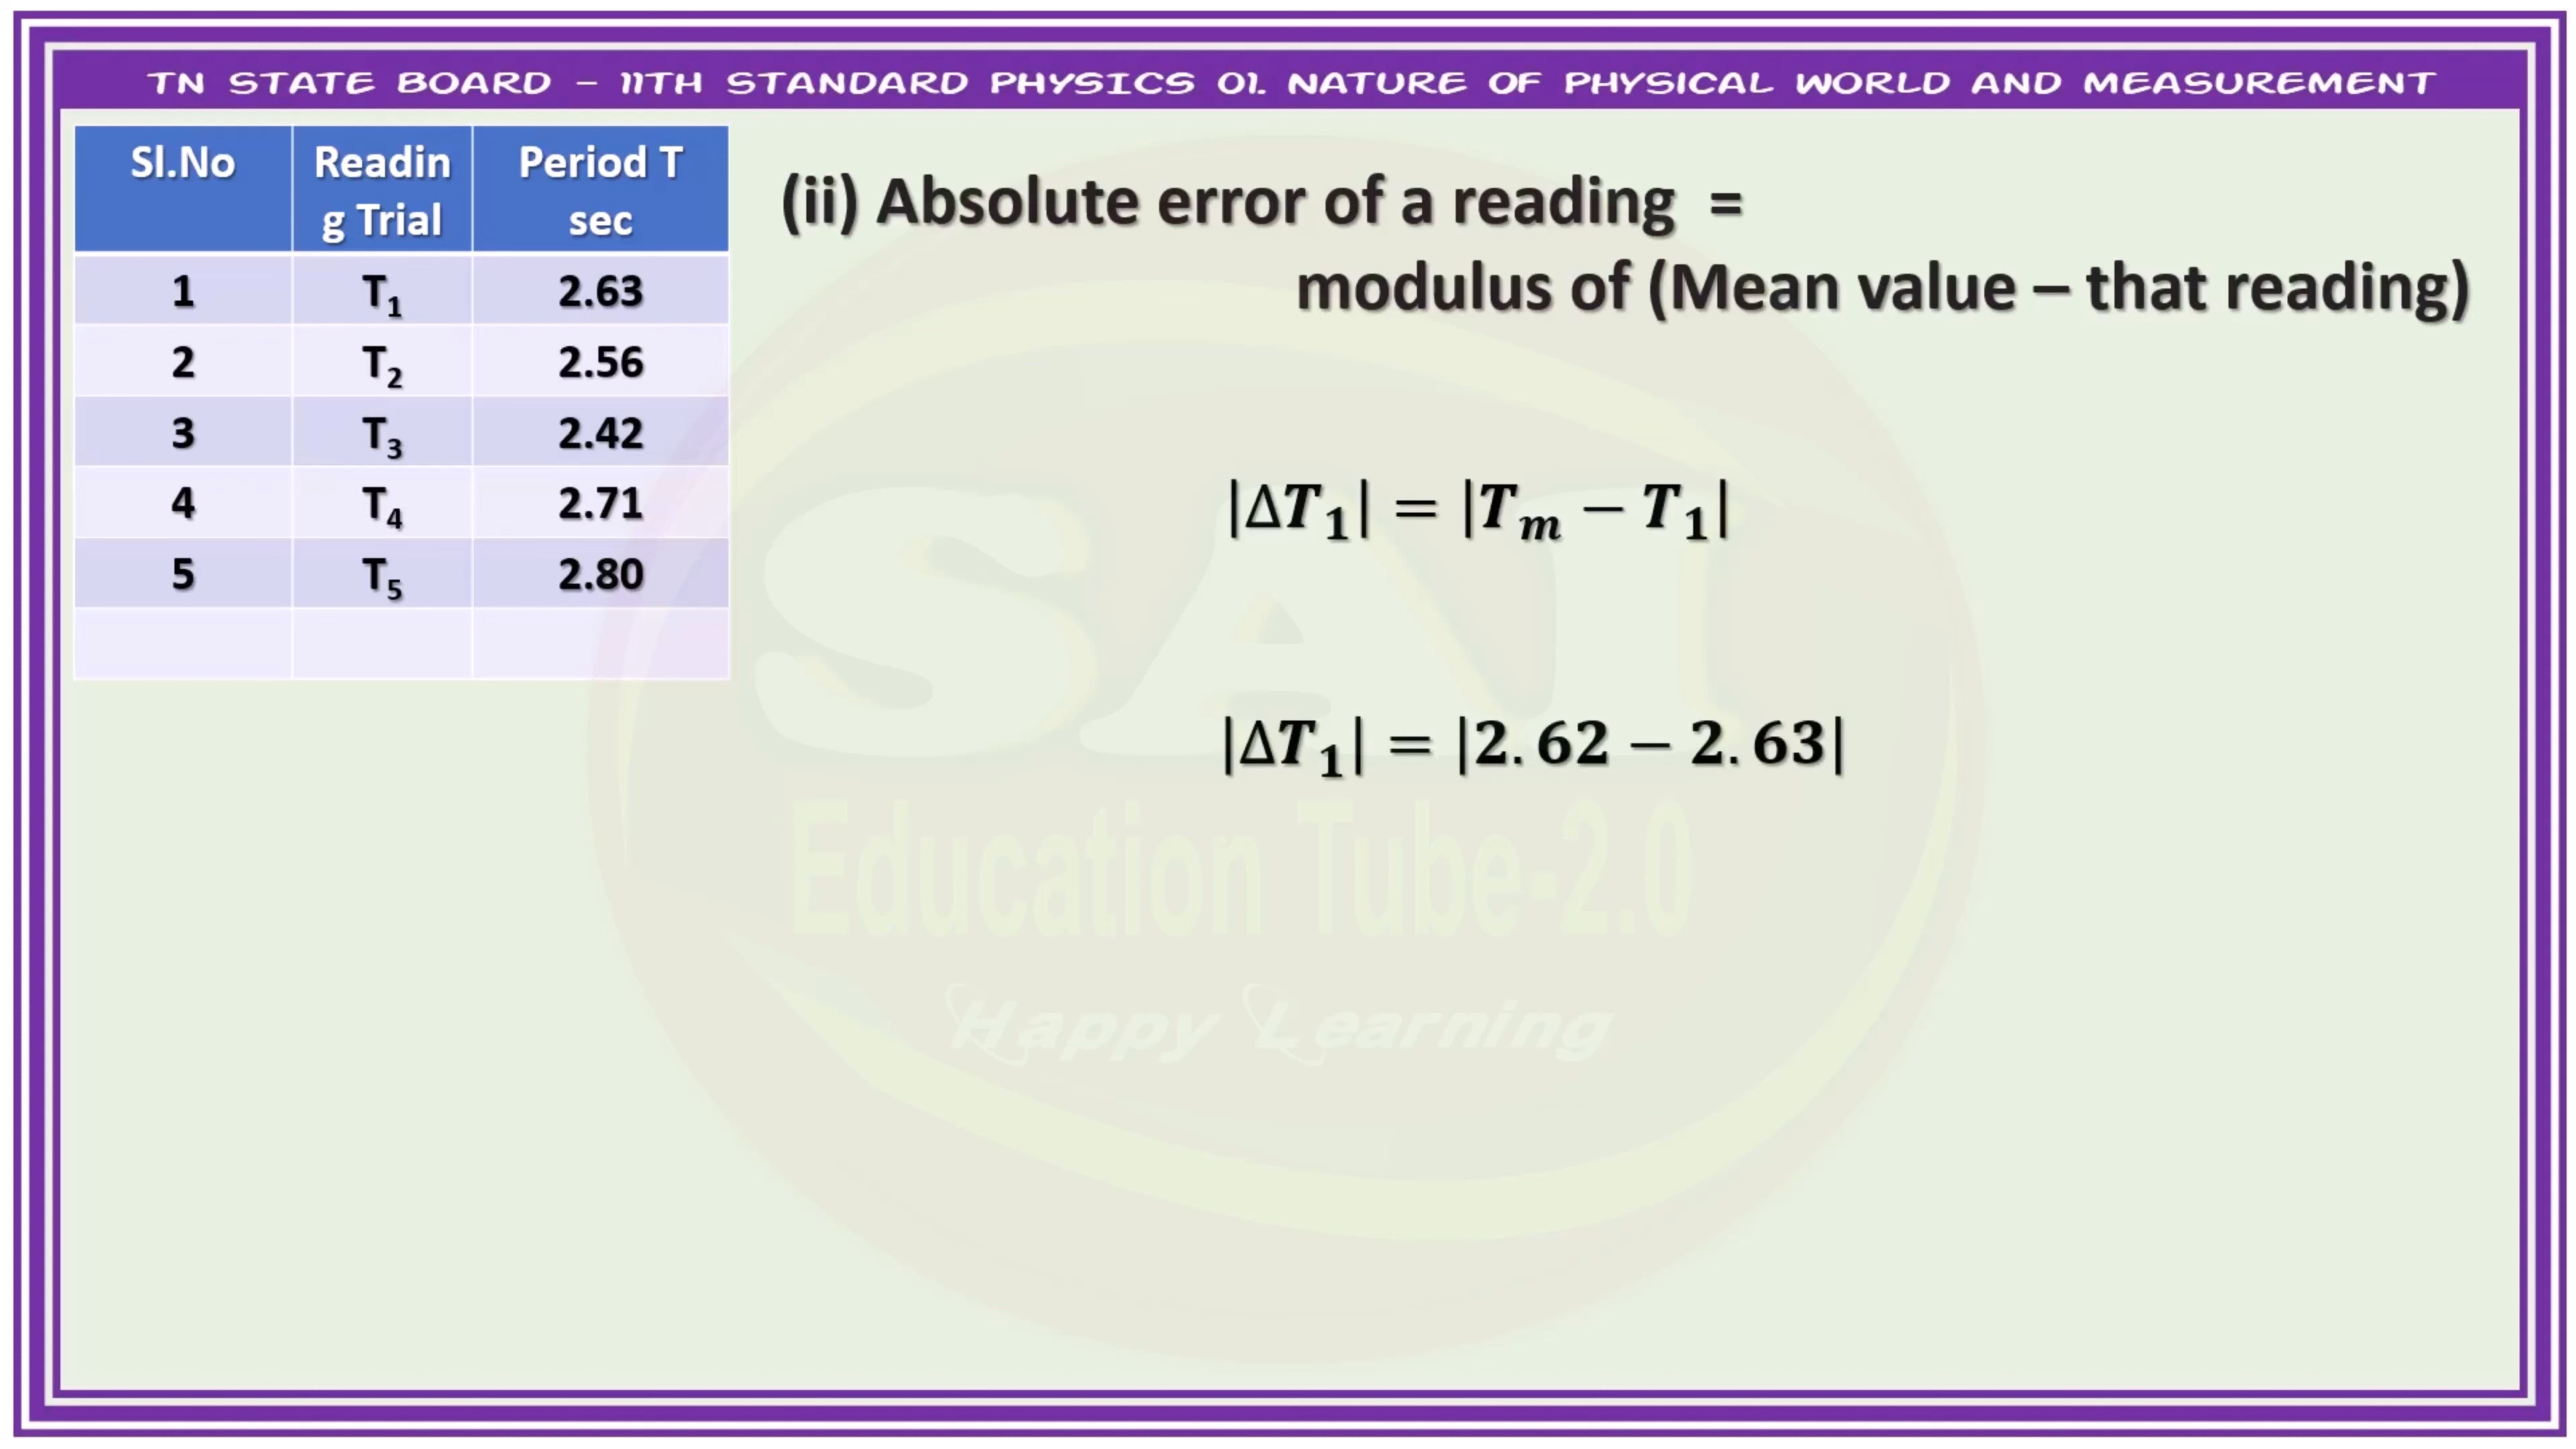 TN STATE BOARD – 11TH STANDARD PHYSICS 01. NATURE OF PHYSICAL WORLD AND MEASUREMENT
Sl.No Readin g Trial Period T sec
1 T₁ 2.63
2 T₂ 2.56
3 T₃ 2.42
4 T₄ 2.71
5 T₅ 2.80
(ii) Absolute error of a reading =
modulus of (Mean value – that reading)
|ΔT₁| = |Tₘ − T₁|
|ΔT₁| = |2.62 − 2.63|
SAI
Education Tube-2.0
Happy Learning